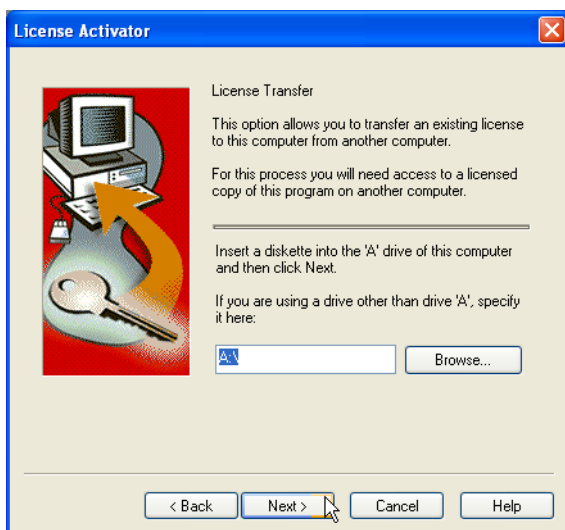 License Activator
License Transfer
This option allows you to transfer an existing license
to this computer from another computer.
For this process you will need access to a licensed
copy of this program on another computer.
Insert a diskette into the 'A' drive of this computer
and then click Next.
If you are using a drive other than drive 'A', specify
it here:
A:\
Browse...
< Back
Next >
Cancel
Help